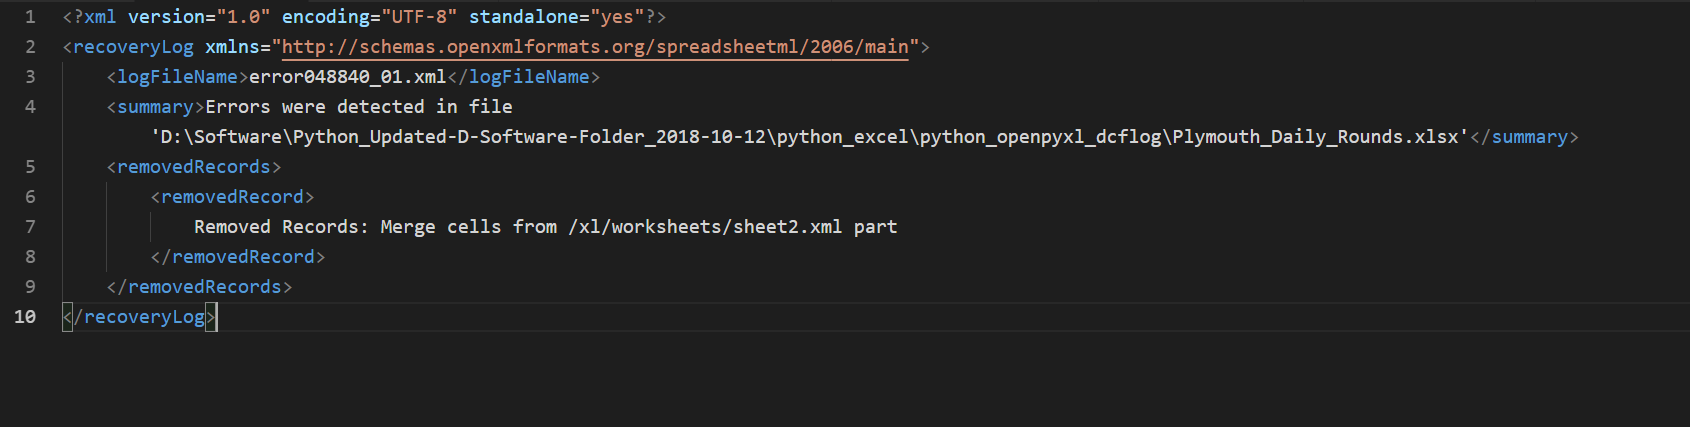 1 <?xml version="1.0" encoding="UTF-8" standalone="yes"?>
2 <recoveryLog xmlns="http://schemas.openxmlformats.org/spreadsheetml/2006/main">
3     <logFileName>error048840_01.xml</logFileName>
4     <summary>Errors were detected in file
        'D:\Software\Python_Updated-D-Software-Folder_2018-10-12\python_excel\python_openpyxl_dcflog\Plymouth_Daily_Rounds.xlsx'</summary>
5     <removedRecords>
6         <removedRecord>
7             Removed Records: Merge cells from /xl/worksheets/sheet2.xml part
8         </removedRecord>
9     </removedRecords>
10 </recoveryLog>